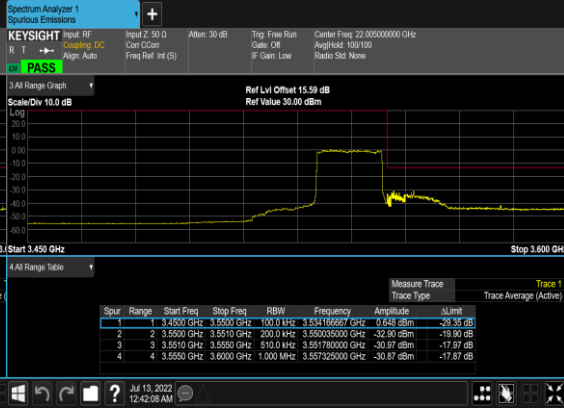 Spectrum Analyzer 1
Spurious Emissions
KEYSIGHT Input: RF Input Z: 50 Ω Atten: 30 dB Trig: Free Run Center Freq: 22.005000000 GHz
R T Coupling: DC Corr CCorr Gate: Off Avg|Hold: 100/100
Align: Auto Freq Ref: Int (S) IF Gain: Low Radio Std: None
PASS
3 All Range Graph
Ref Lvl Offset 15.59 dB
Scale/Div 10.0 dB Ref Value 30.00 dBm
Log
20.0
10.0
0.00
-10.0
-20.0
-30.0
-40.0
-50.0
-60.0
Start 3.450 GHz Stop 3.600 GH
4 All Range Table
Measure Trace Trace 1
Trace Type Trace Average (Active)
Spur Range Start Freq Stop Freq RBW Frequency Amplitude ΔLimit
1 1 3.4500 GHz 3.5500 GHz 100.0 kHz 3.534166667 GHz 0.648 dBm -29.35 dB
2 2 3.5500 GHz 3.5510 GHz 200.0 kHz 3.550035000 GHz -32.90 dBm -19.90 dB
3 3 3.5510 GHz 3.5550 GHz 510.0 kHz 3.551780000 GHz -30.97 dBm -17.97 dB
4 4 3.5550 GHz 3.6000 GHz 1.000 MHz 3.557325000 GHz -30.87 dBm -17.87 dB
Jul 13, 2022
12:42:08 AM